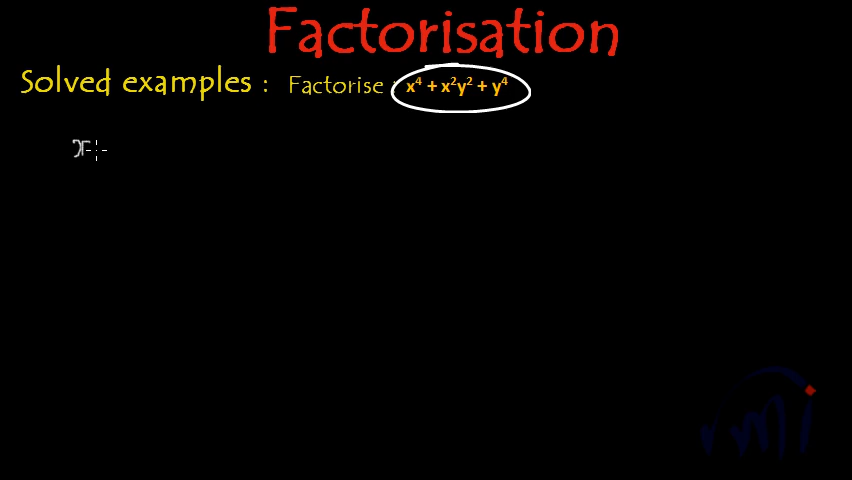 Factorisation
Solved examples : Factorise : x⁴ + x²y² + y⁴
x